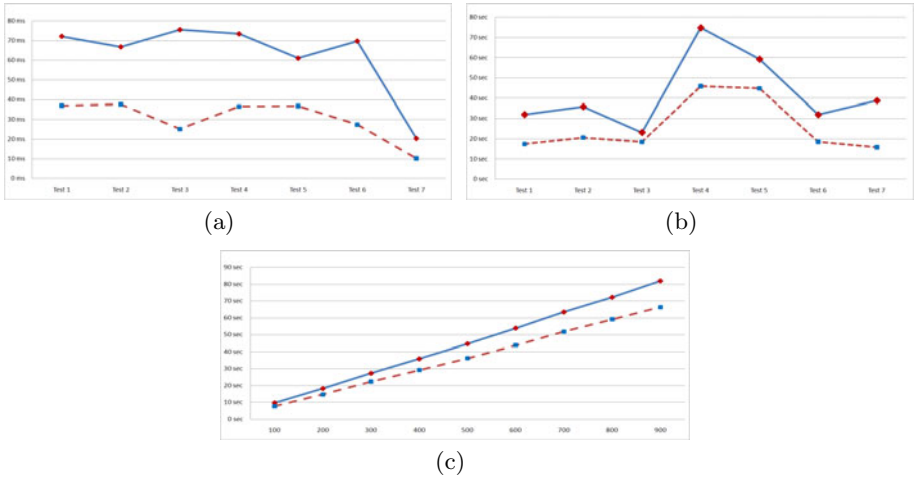 80 ms
70 ms
60 ms
50 ms
40 ms
30 ms
20 ms
10 ms
0 ms
Test 1 Test 2 Test 3 Test 4 Test 5 Test 6 Test 7
(a)
80 sec
70 sec
60 sec
50 sec
40 sec
30 sec
20 sec
10 sec
0 sec
Test 1 Test 2 Test 3 Test 4 Test 5 Test 6 Test 7
(b)
90 sec
80 sec
70 sec
60 sec
50 sec
40 sec
30 sec
20 sec
10 sec
0 sec
100 200 300 400 500 600 700 800 900
(c)